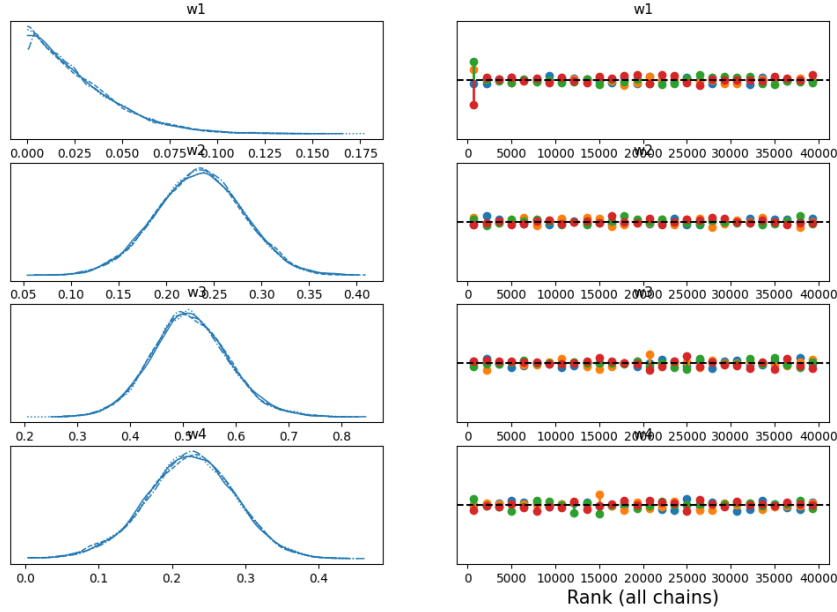 w1 w1
0.000 0.025 0.050 0.075 0.100 0.125 0.150 0.175 0 5000 10000 15000 20000 25000 30000 35000 40000
w2 w2
0.05 0.10 0.15 0.20 0.25 0.30 0.35 0.40 0 5000 10000 15000 20000 25000 30000 35000 40000
w3 w3
0.2 0.3 0.4 0.5 0.6 0.7 0.8 0 5000 10000 15000 20000 25000 30000 35000 40000
w4 w4
0.0 0.1 0.2 0.3 0.4 0 5000 10000 15000 20000 25000 30000 35000 40000
Rank (all chains)